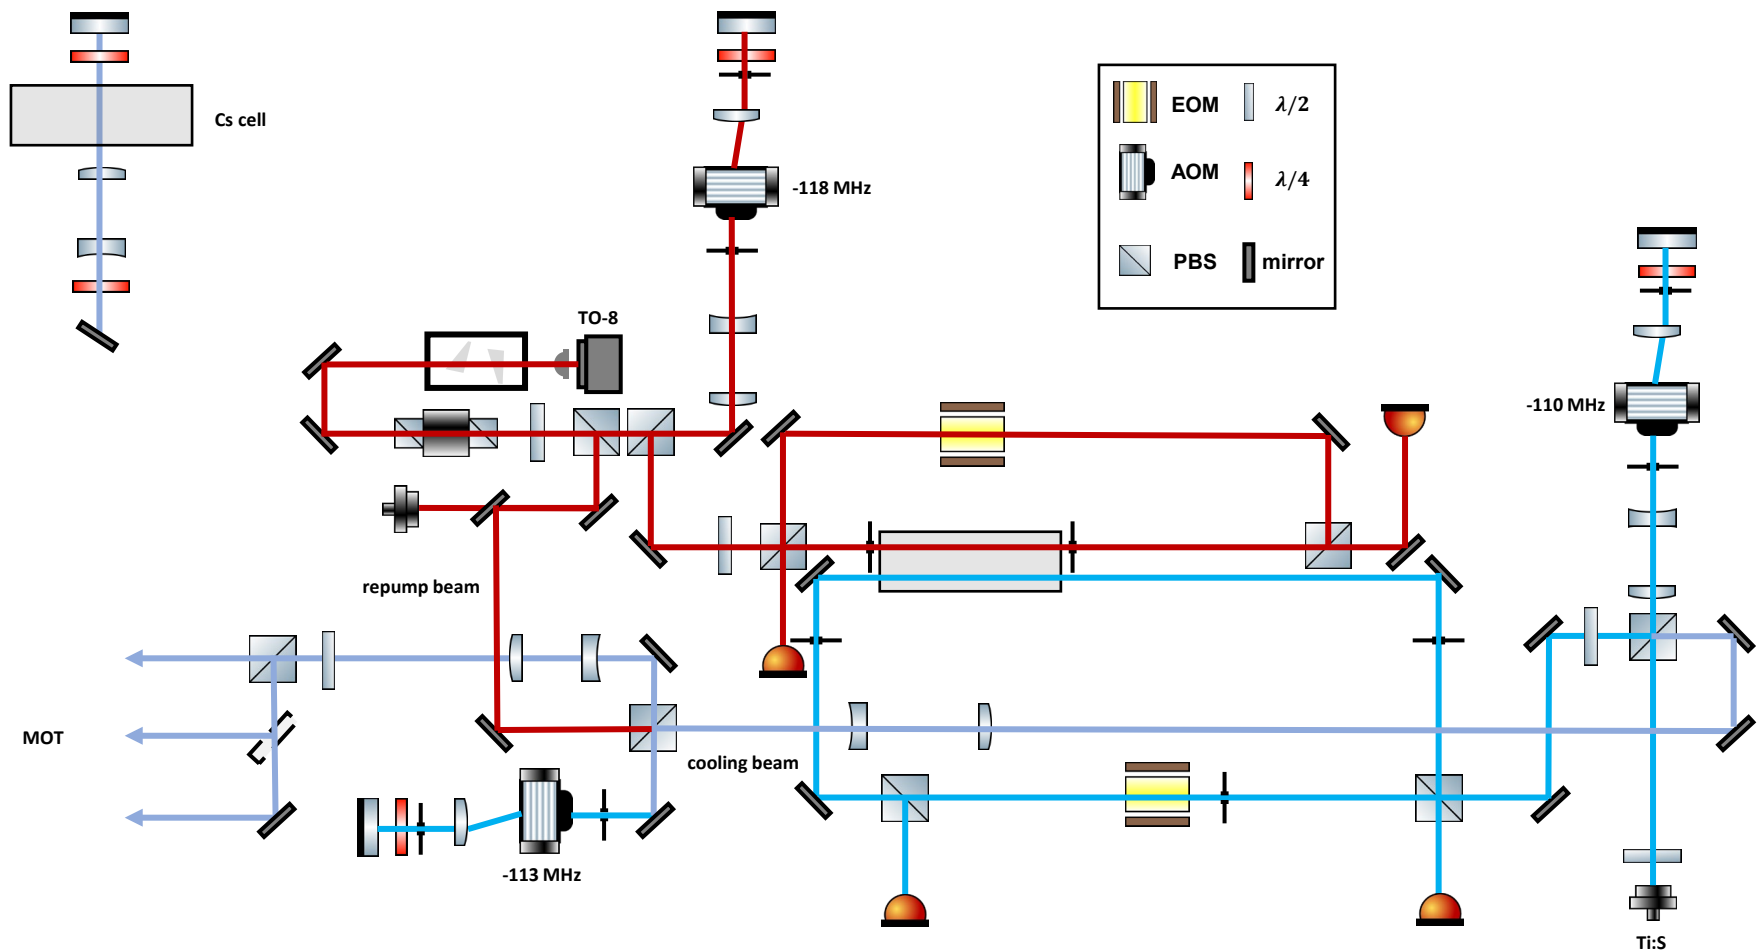 Cs cell
-118 MHz
EOM
λ/2
AOM
λ/4
PBS
mirror
TO-8
-110 MHz
repump beam
MOT
cooling beam
-113 MHz
Ti:S